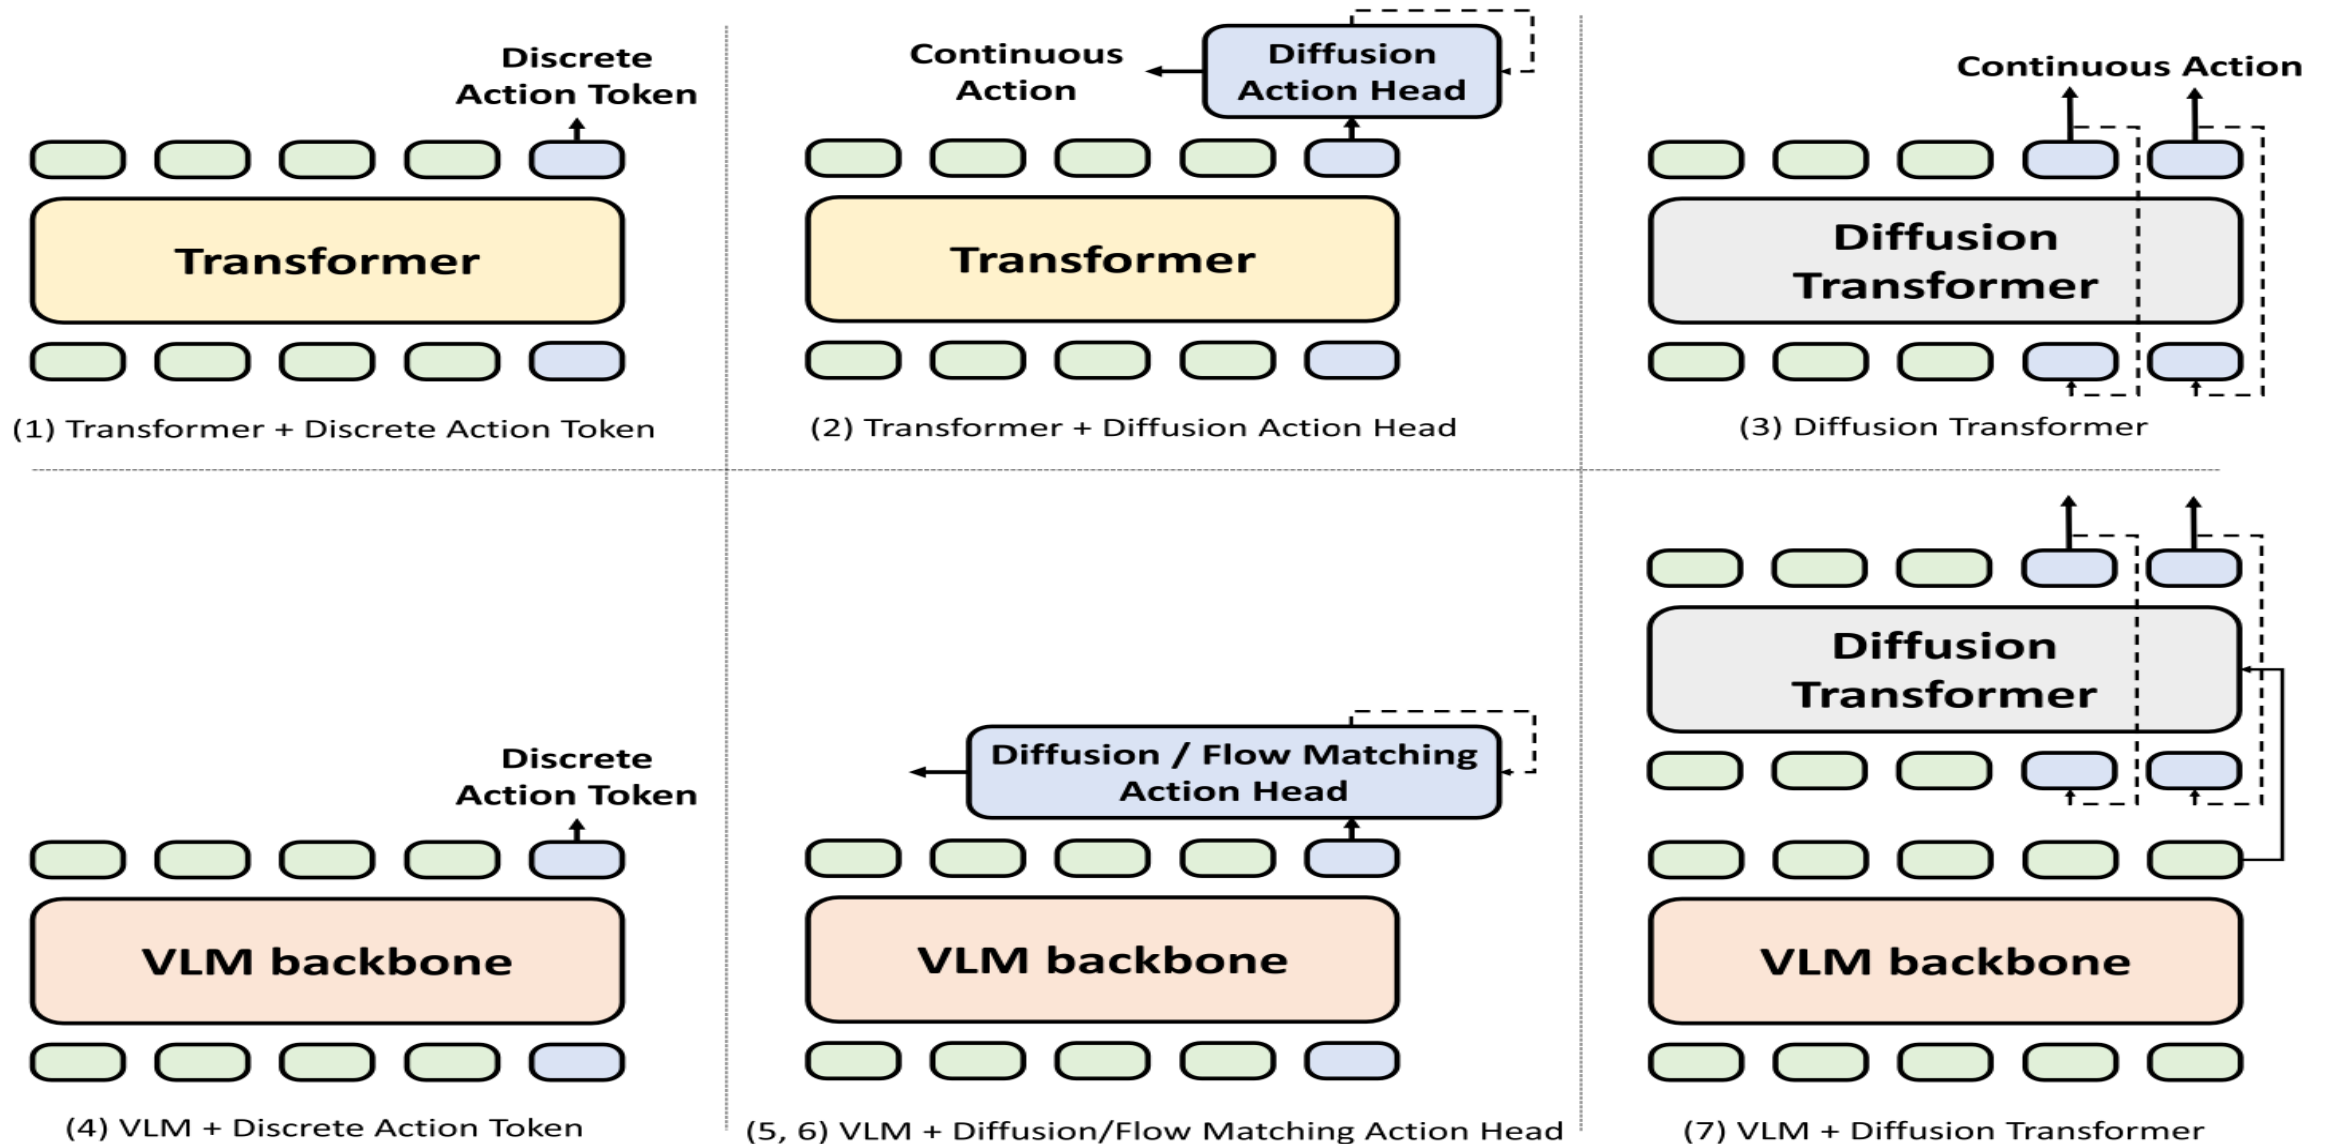 Discrete
Action Token
Transformer
(1) Transformer + Discrete Action Token
Continuous
Action
Diffusion
Action Head
Transformer
(2) Transformer + Diffusion Action Head
Continuous Action
Diffusion
Transformer
(3) Diffusion Transformer
Discrete
Action Token
VLM backbone
(4) VLM + Discrete Action Token
Diffusion / Flow Matching
Action Head
VLM backbone
(5, 6) VLM + Diffusion/Flow Matching Action Head
Diffusion
Transformer
VLM backbone
(7) VLM + Diffusion Transformer